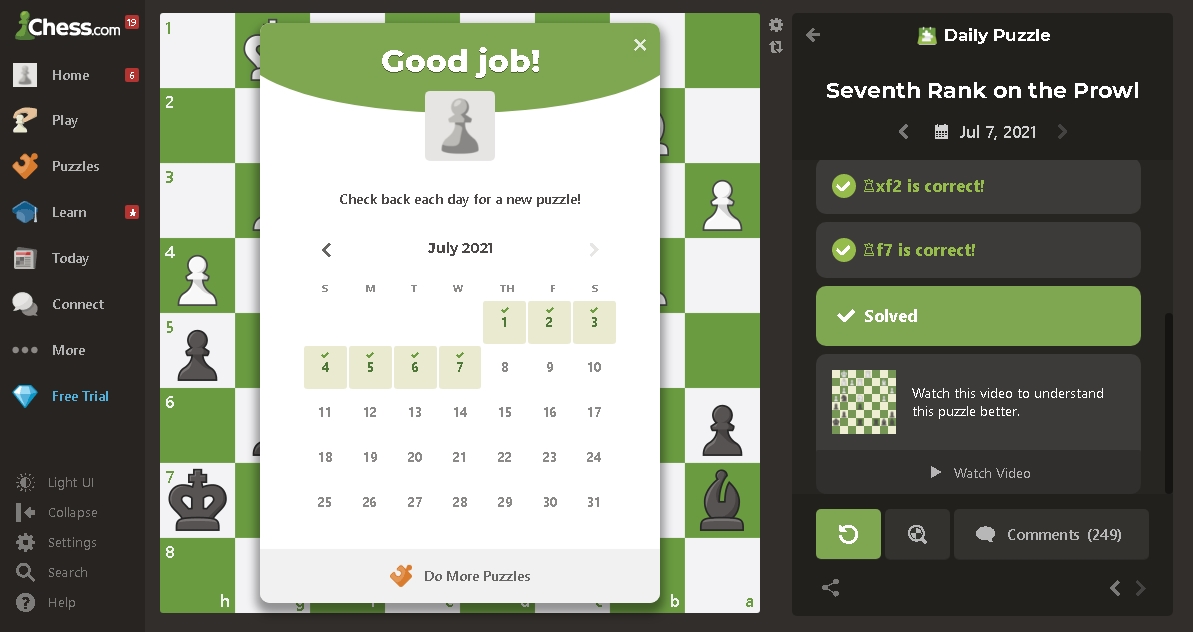 Chess.com 19
Home 6
Play
Puzzles
Learn
Today
Connect
More
Free Trial
Light UI
Collapse
Settings
Search
Help
1
2
3
4
5
6
7
8
h
g
b
a
Good job!
Check back each day for a new puzzle!
July 2021
S M T W TH F S
1 2 3
4 5 6 7 8 9 10
11 12 13 14 15 16 17
18 19 20 21 22 23 24
25 26 27 28 29 30 31
Do More Puzzles
Daily Puzzle
Seventh Rank on the Prowl
Jul 7, 2021
♖xf2 is correct!
♖f7 is correct!
Solved
Watch this video to understand
this puzzle better.
Watch Video
Comments (249)